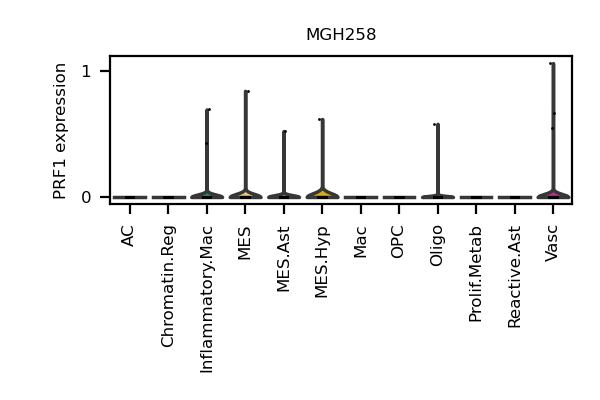 MGH258
PRF1 expression
1
0
AC
Chromatin.Reg
Inflammatory.Mac
MES
MES.Ast
MES.Hyp
Mac
OPC
Oligo
Prolif.Metab
Reactive.Ast
Vasc